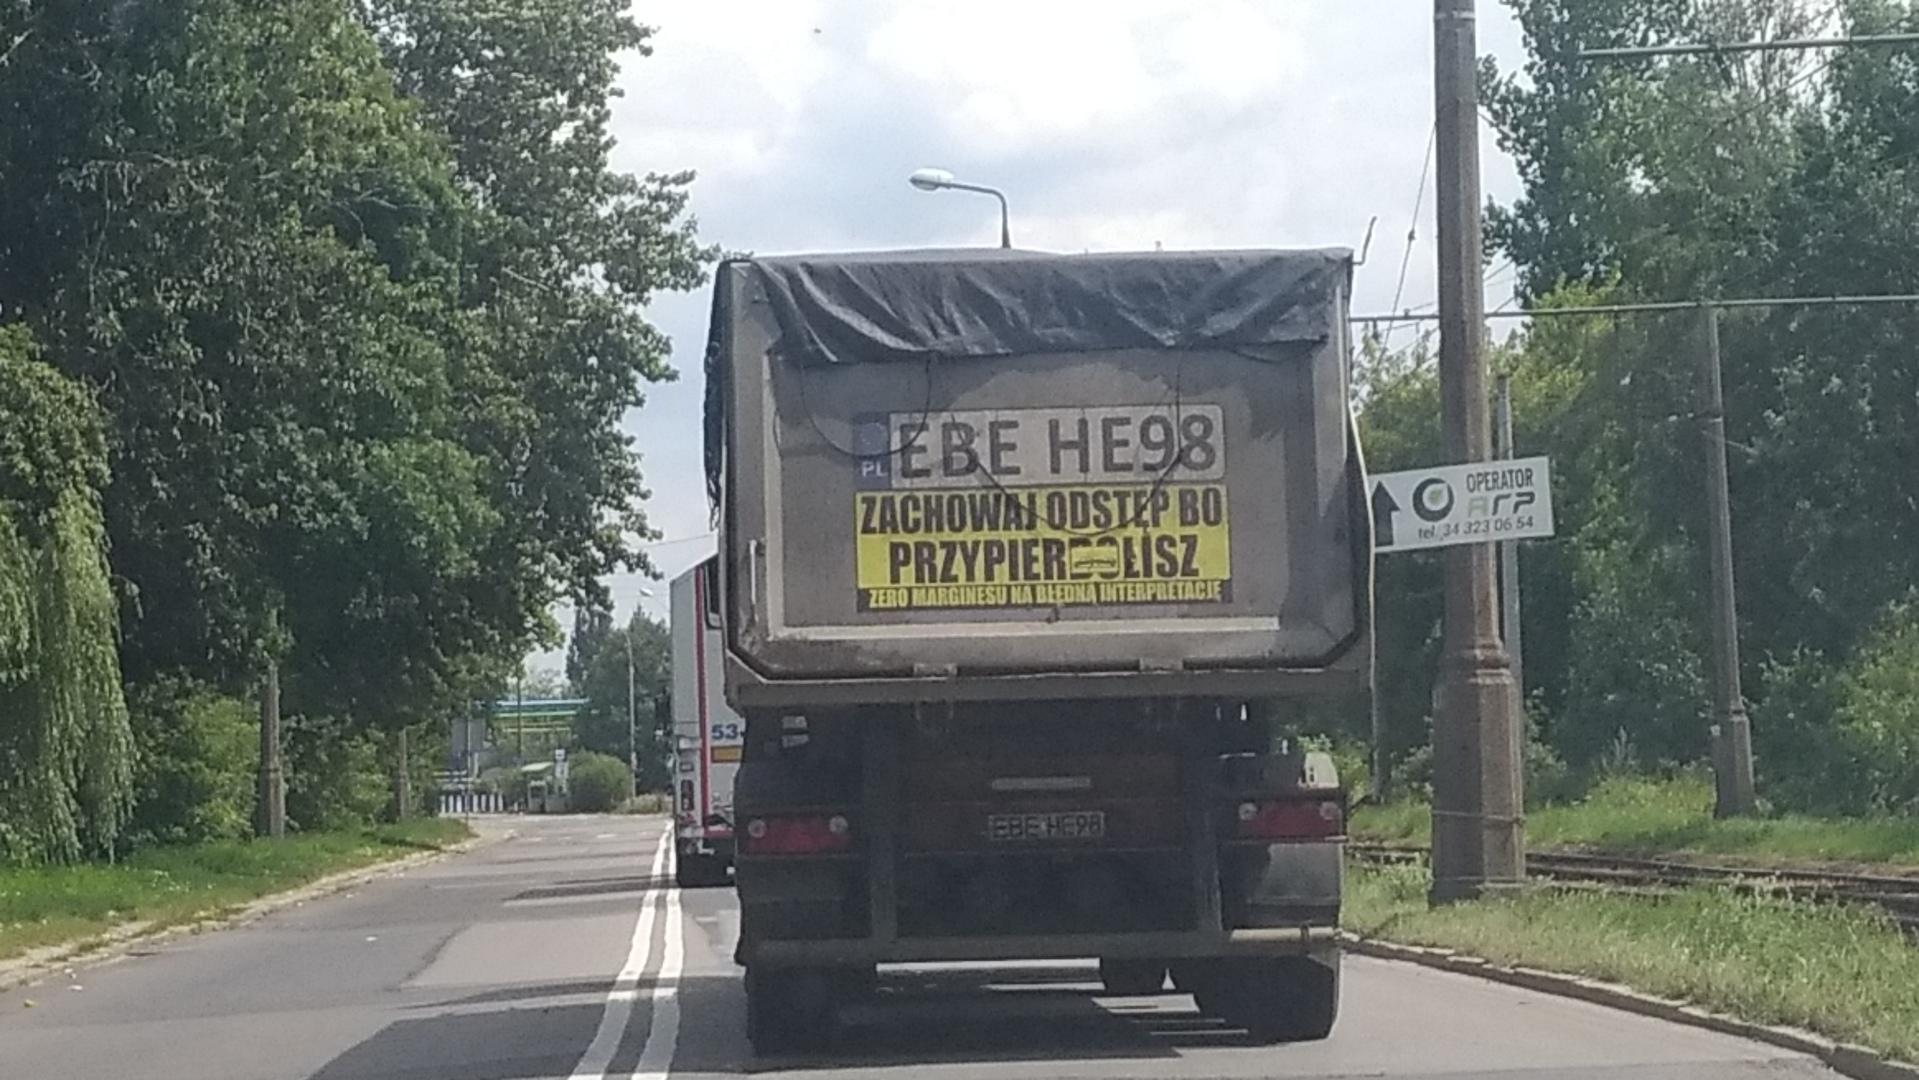 PL EBE HE98
ZACHOWAJ ODSTĘP BO
PRZYPIERDOLISZ
ZERO MARGINESU NA BŁĘDNĄ INTERPRETACJĘ
OPERATOR
ARP
tel. 34 323 06 54
53
EBE HE98